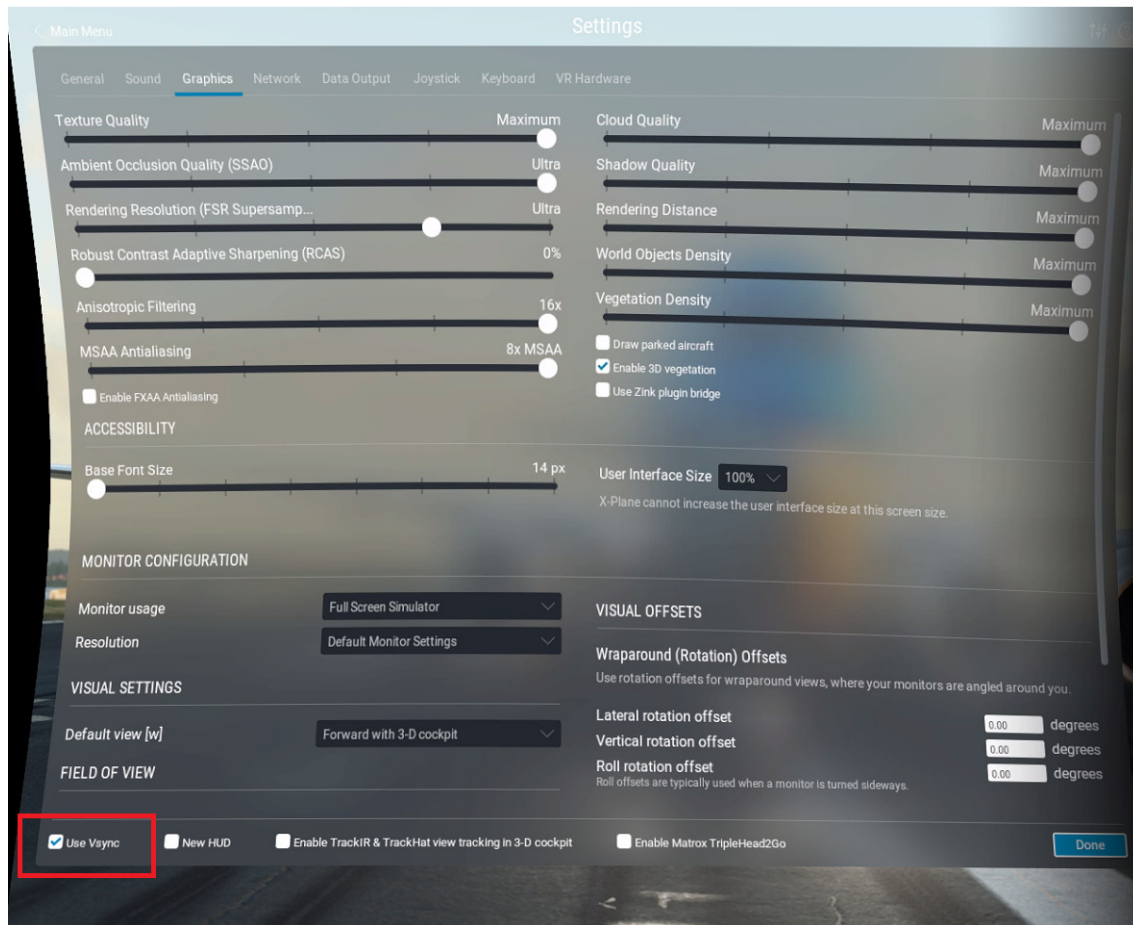 Main Menu
Settings
General Sound Graphics Network Data Output Joystick Keyboard VR Hardware
Texture Quality Maximum
Ambient Occlusion Quality (SSAO) Ultra
Rendering Resolution (FSR Supersamp... Ultra
Robust Contrast Adaptive Sharpening (RCAS) 0%
Anisotropic Filtering 16x
MSAA Antialiasing 8x MSAA
Enable FXAA Antialiasing
Cloud Quality Maximum
Shadow Quality Maximum
Rendering Distance Maximum
World Objects Density Maximum
Vegetation Density Maximum
Draw parked aircraft
Enable 3D vegetation
Use Zink plugin bridge
ACCESSIBILITY
Base Font Size 14 px
User Interface Size 100%
X-Plane cannot increase the user interface size at this screen size.
MONITOR CONFIGURATION
Monitor usage Full Screen Simulator
Resolution Default Monitor Settings
VISUAL SETTINGS
Default view [w] Forward with 3-D cockpit
FIELD OF VIEW
VISUAL OFFSETS
Wraparound (Rotation) Offsets
Use rotation offsets for wraparound views, where your monitors are angled around you.
Lateral rotation offset 0.00 degrees
Vertical rotation offset 0.00 degrees
Roll rotation offset 0.00 degrees
Roll offsets are typically used when a monitor is turned sideways.
Use Vsync New HUD Enable TrackIR & TrackHat view tracking in 3-D cockpit Enable Matrox TripleHead2Go Done